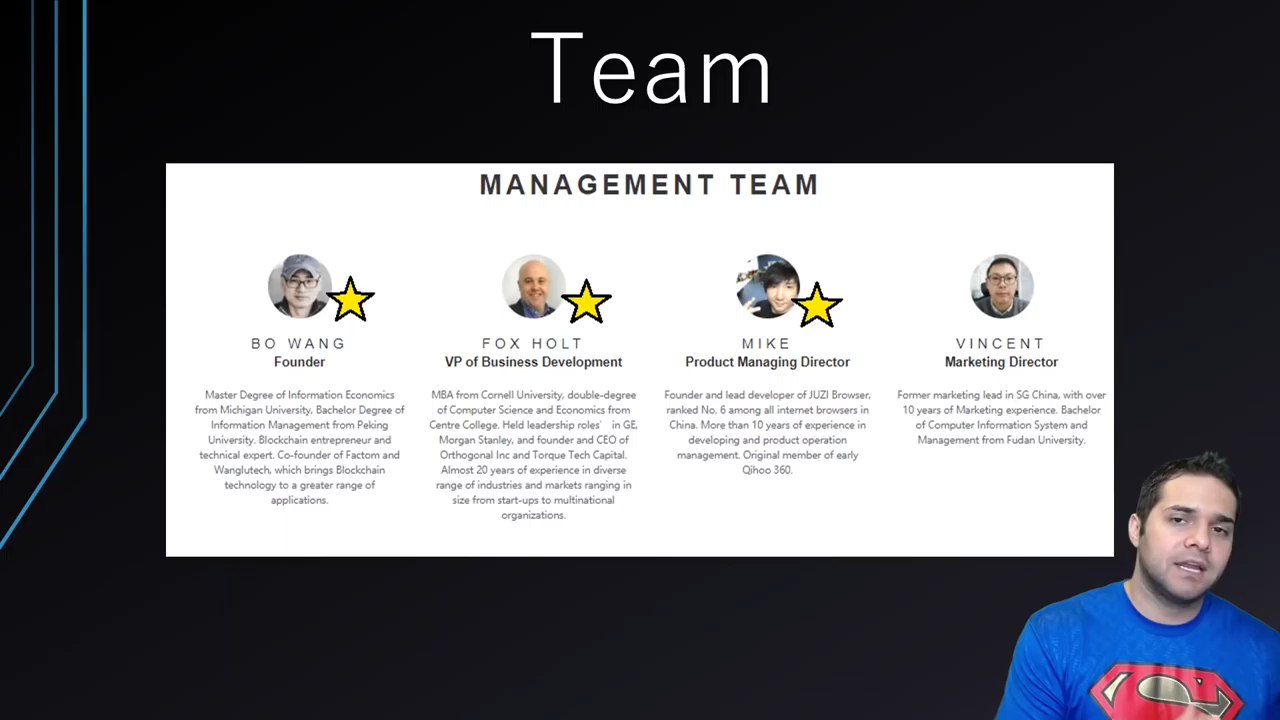 Team
MANAGEMENT TEAM
BO WANG
Founder
Master Degree of Information Economics
from Michigan University, Bachelor Degree of
Information Management from Peking
University. Blockchain entrepreneur and
technical expert. Co-founder of Factom and
Wanglutech, which brings Blockchain
technology to a greater range of
applications.
FOX HOLT
VP of Business Development
MBA from Cornell University, double-degree
of Computer Science and Economics from
Centre College. Held leadership roles' in GE,
Morgan Stanley, and founder and CEO of
Orthogonal Inc and Torque Tech Capital.
Almost 20 years of experience in diverse
range of industries and markets ranging in
size from start-ups to multinational
organizations.
MIKE
Product Managing Director
Founder and lead developer of JUZI Browser,
ranked No. 6 among all internet browsers in
China. More than 10 years of experience in
developing and product operation
management. Original member of early
Qihoo 360.
VINCENT
Marketing Director
Former marketing lead in SG China, with over
10 years of Marketing experience. Bachelor
of Computer Information System and
Management from Fudan University.